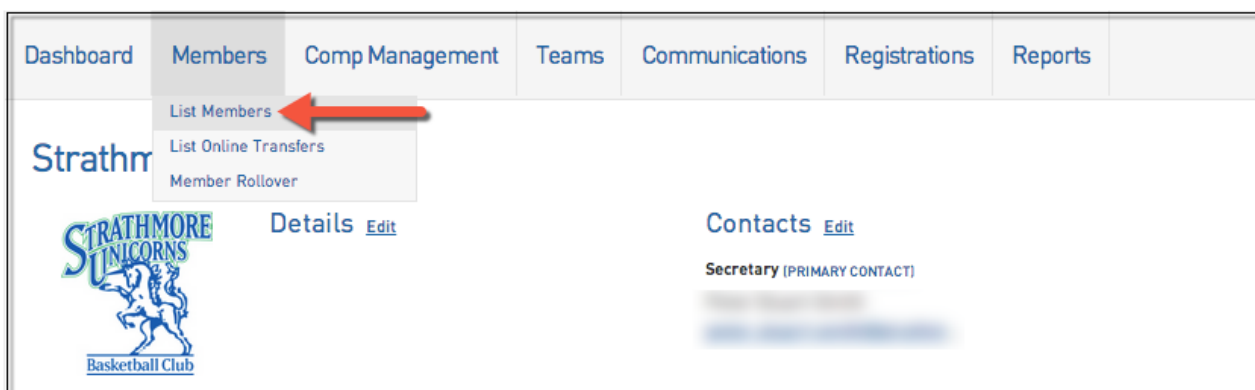 Dashboard Members Comp Management Teams Communications Registrations Reports
List Members
List Online Transfers
Member Rollover
Strathm
STRATHMORE
UNICORNS
Basketball Club
Details Edit
Contacts Edit
Secretary (PRIMARY CONTACT)